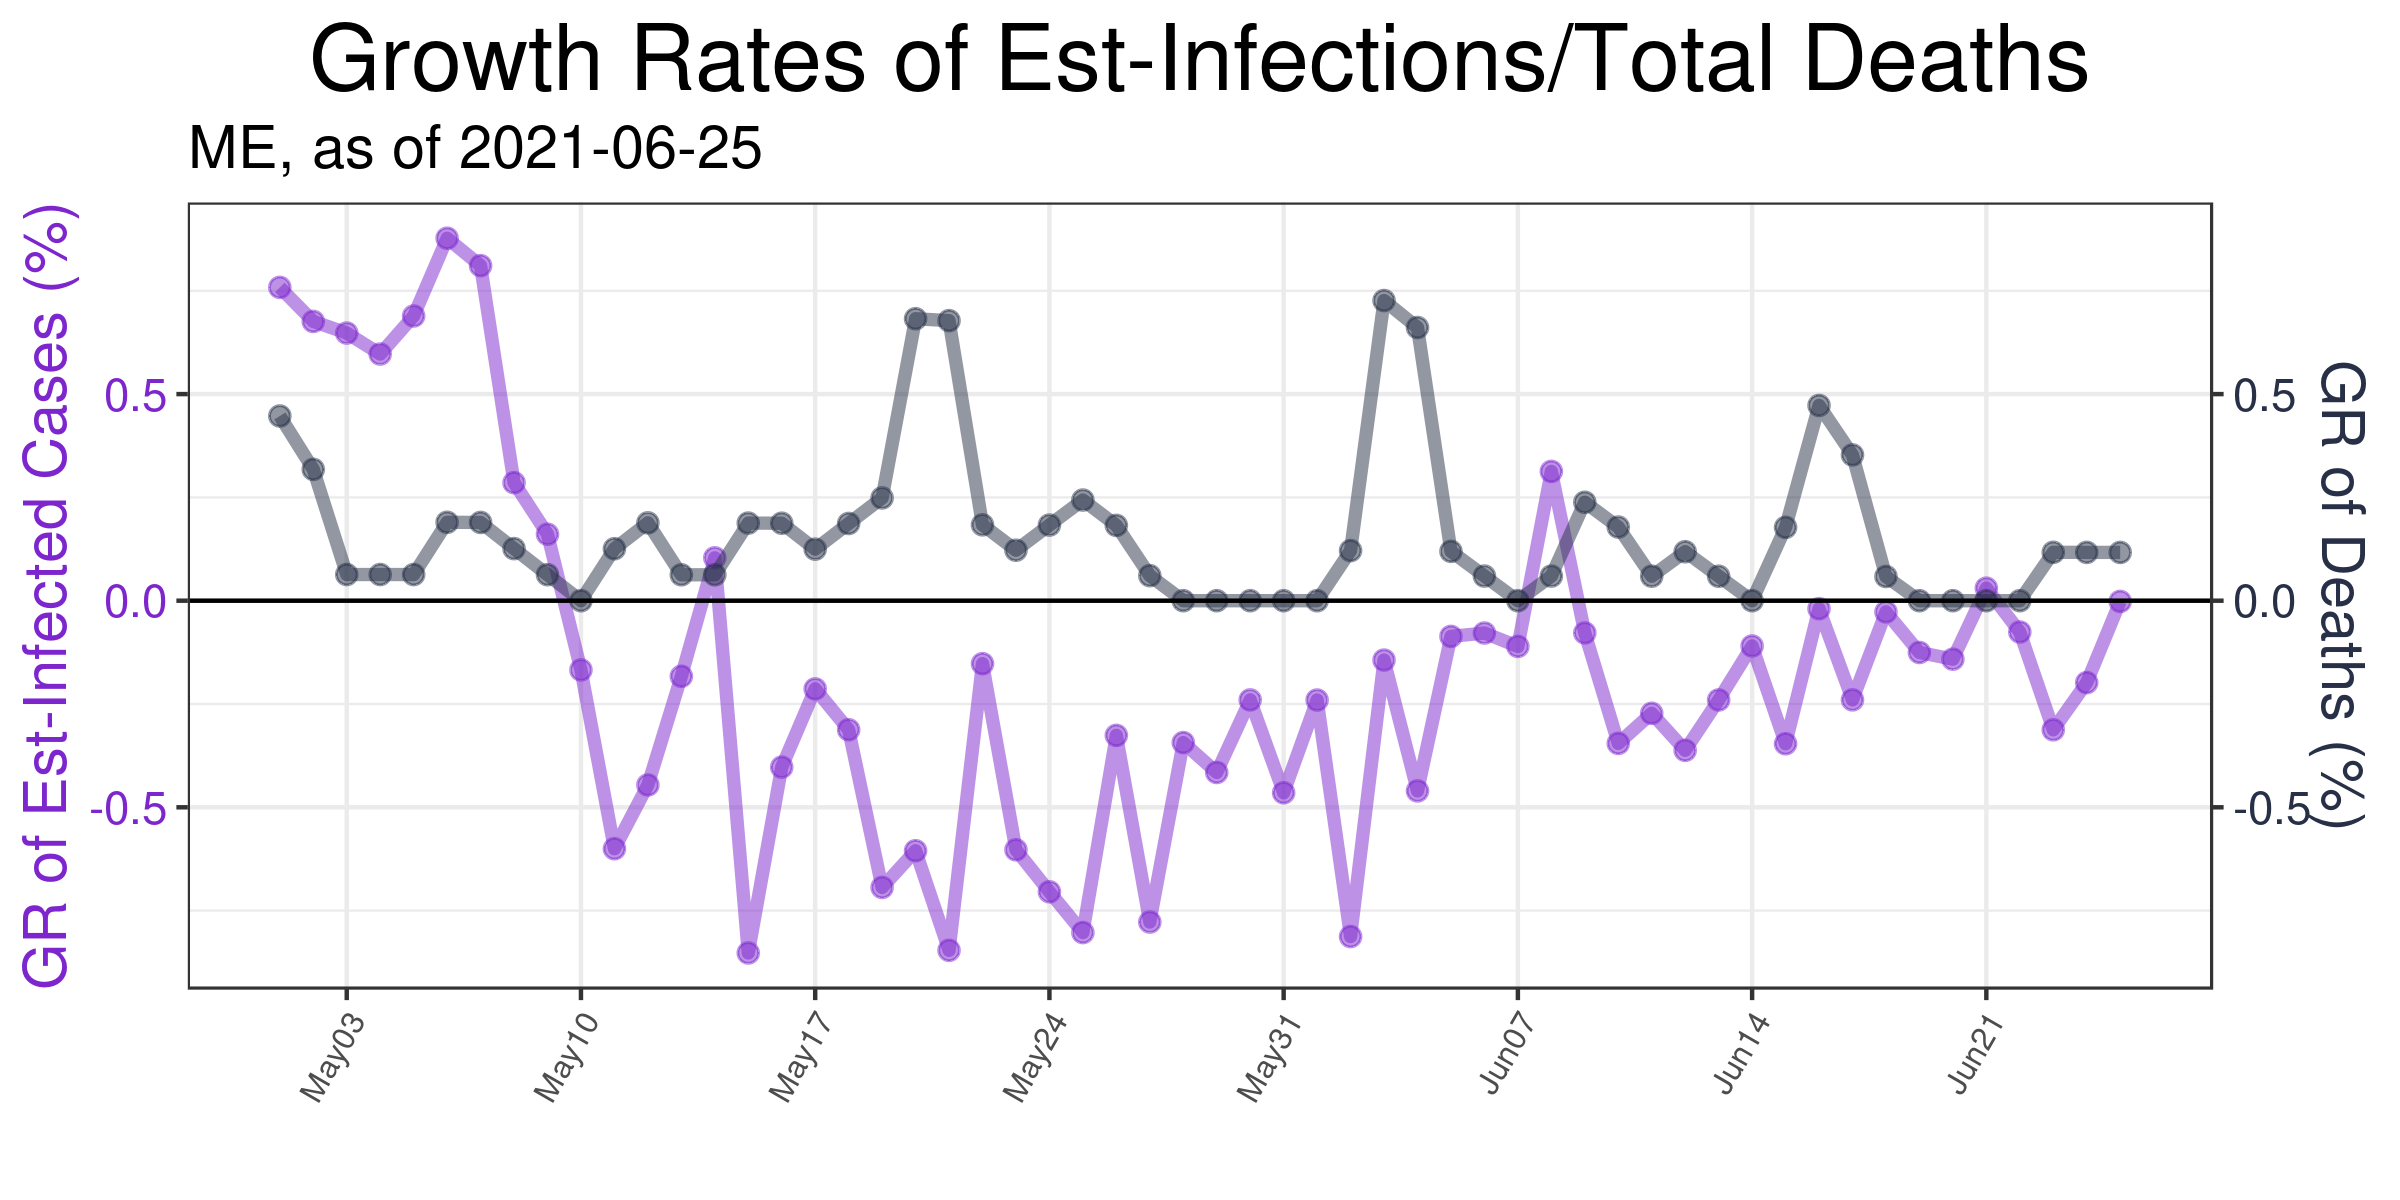 Growth Rates of Est-Infections/Total Deaths
ME, as of 2021-06-25
GR of Est-Infected Cases (%)
0.5
0.0
-0.5
0.5
0.0
-0.5
GR of Deaths (%)
May03
May10
May17
May24
May31
Jun07
Jun14
Jun21